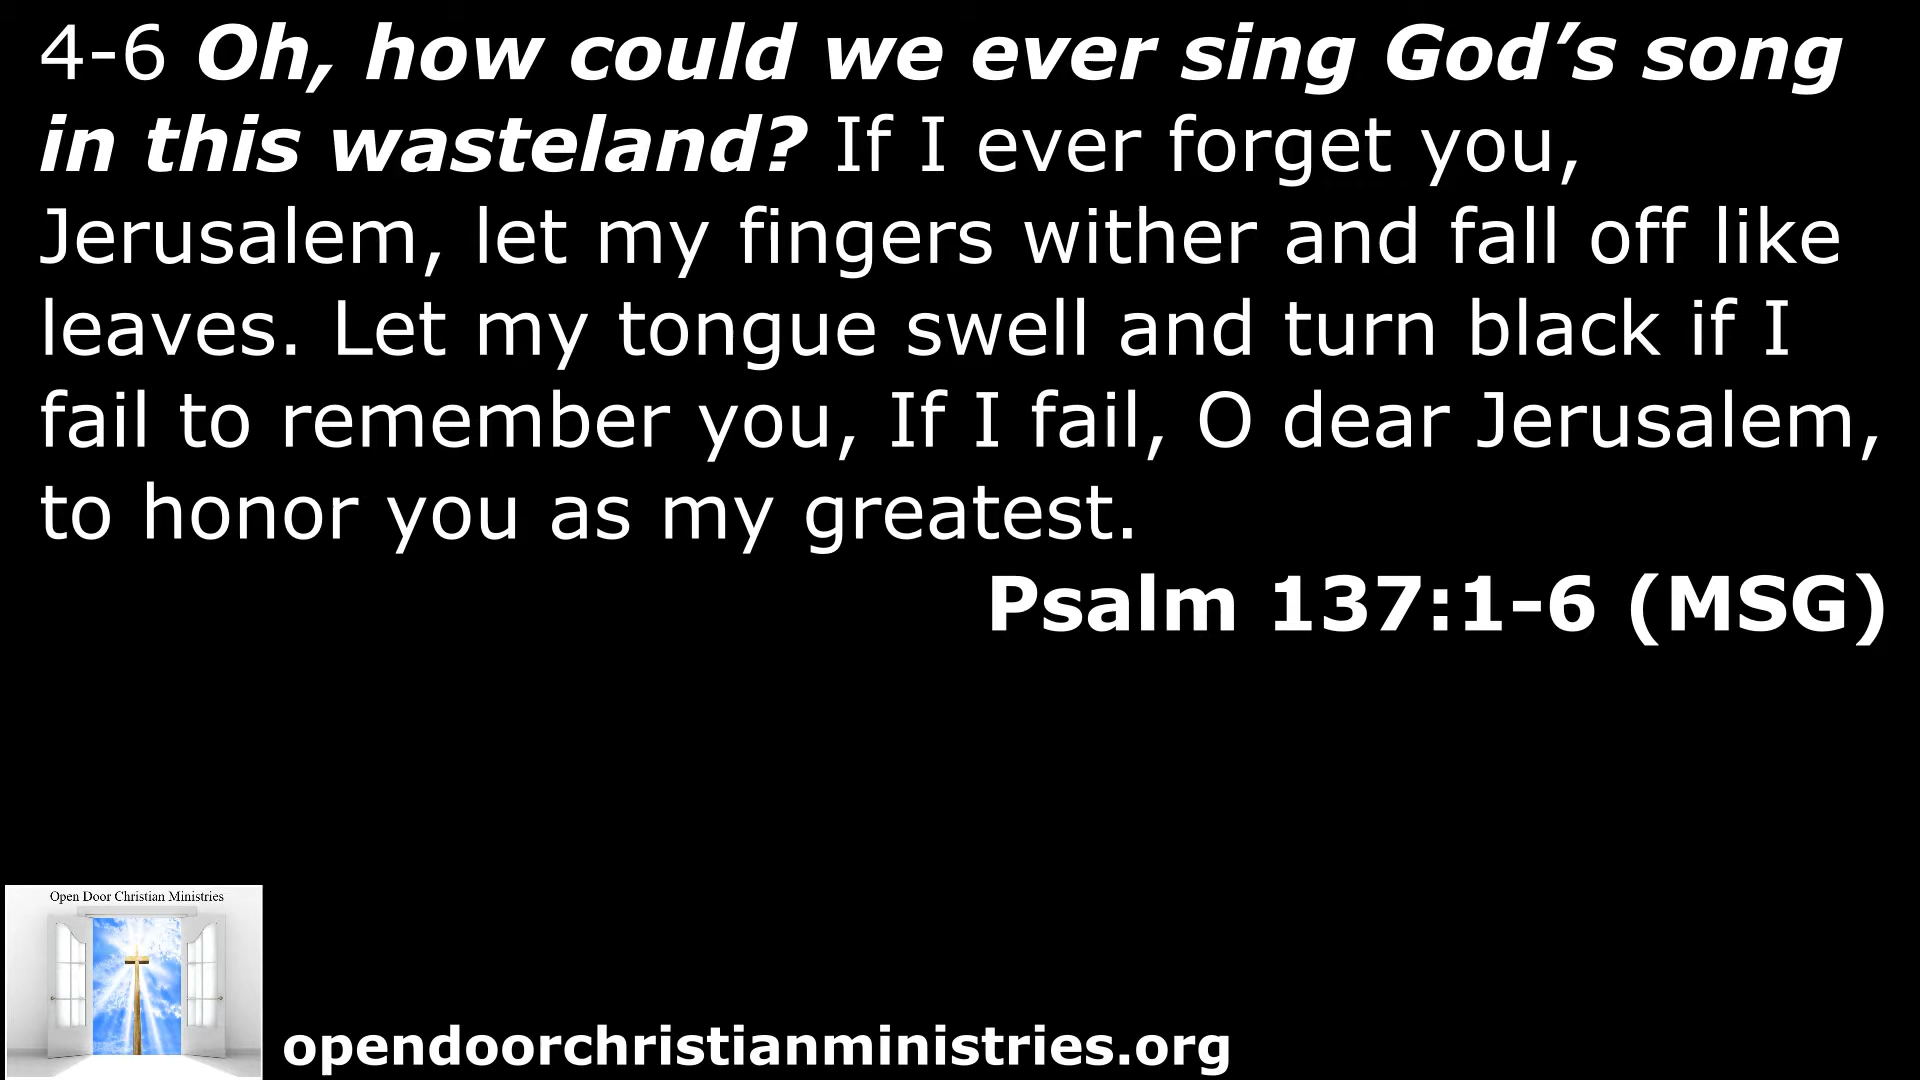 4-6 Oh, how could we ever sing God’s song
in this wasteland? If I ever forget you,
Jerusalem, let my fingers wither and fall off like
leaves. Let my tongue swell and turn black if I
fail to remember you, If I fail, O dear Jerusalem,
to honor you as my greatest.
Psalm 137:1-6 (MSG)
Open Door Christian Ministries
opendoorchristianministries.org